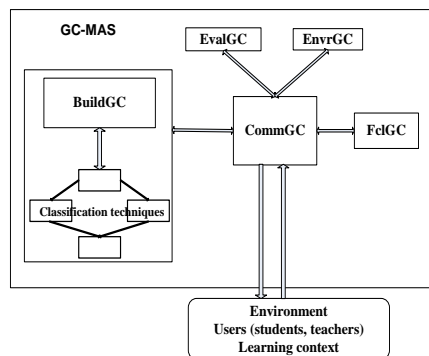 GC-MAS
EvalGC
EnvrGC
BuildGC
CommGC
FclGC
Classification techniques
Environment
Users (students, teachers)
Learning context